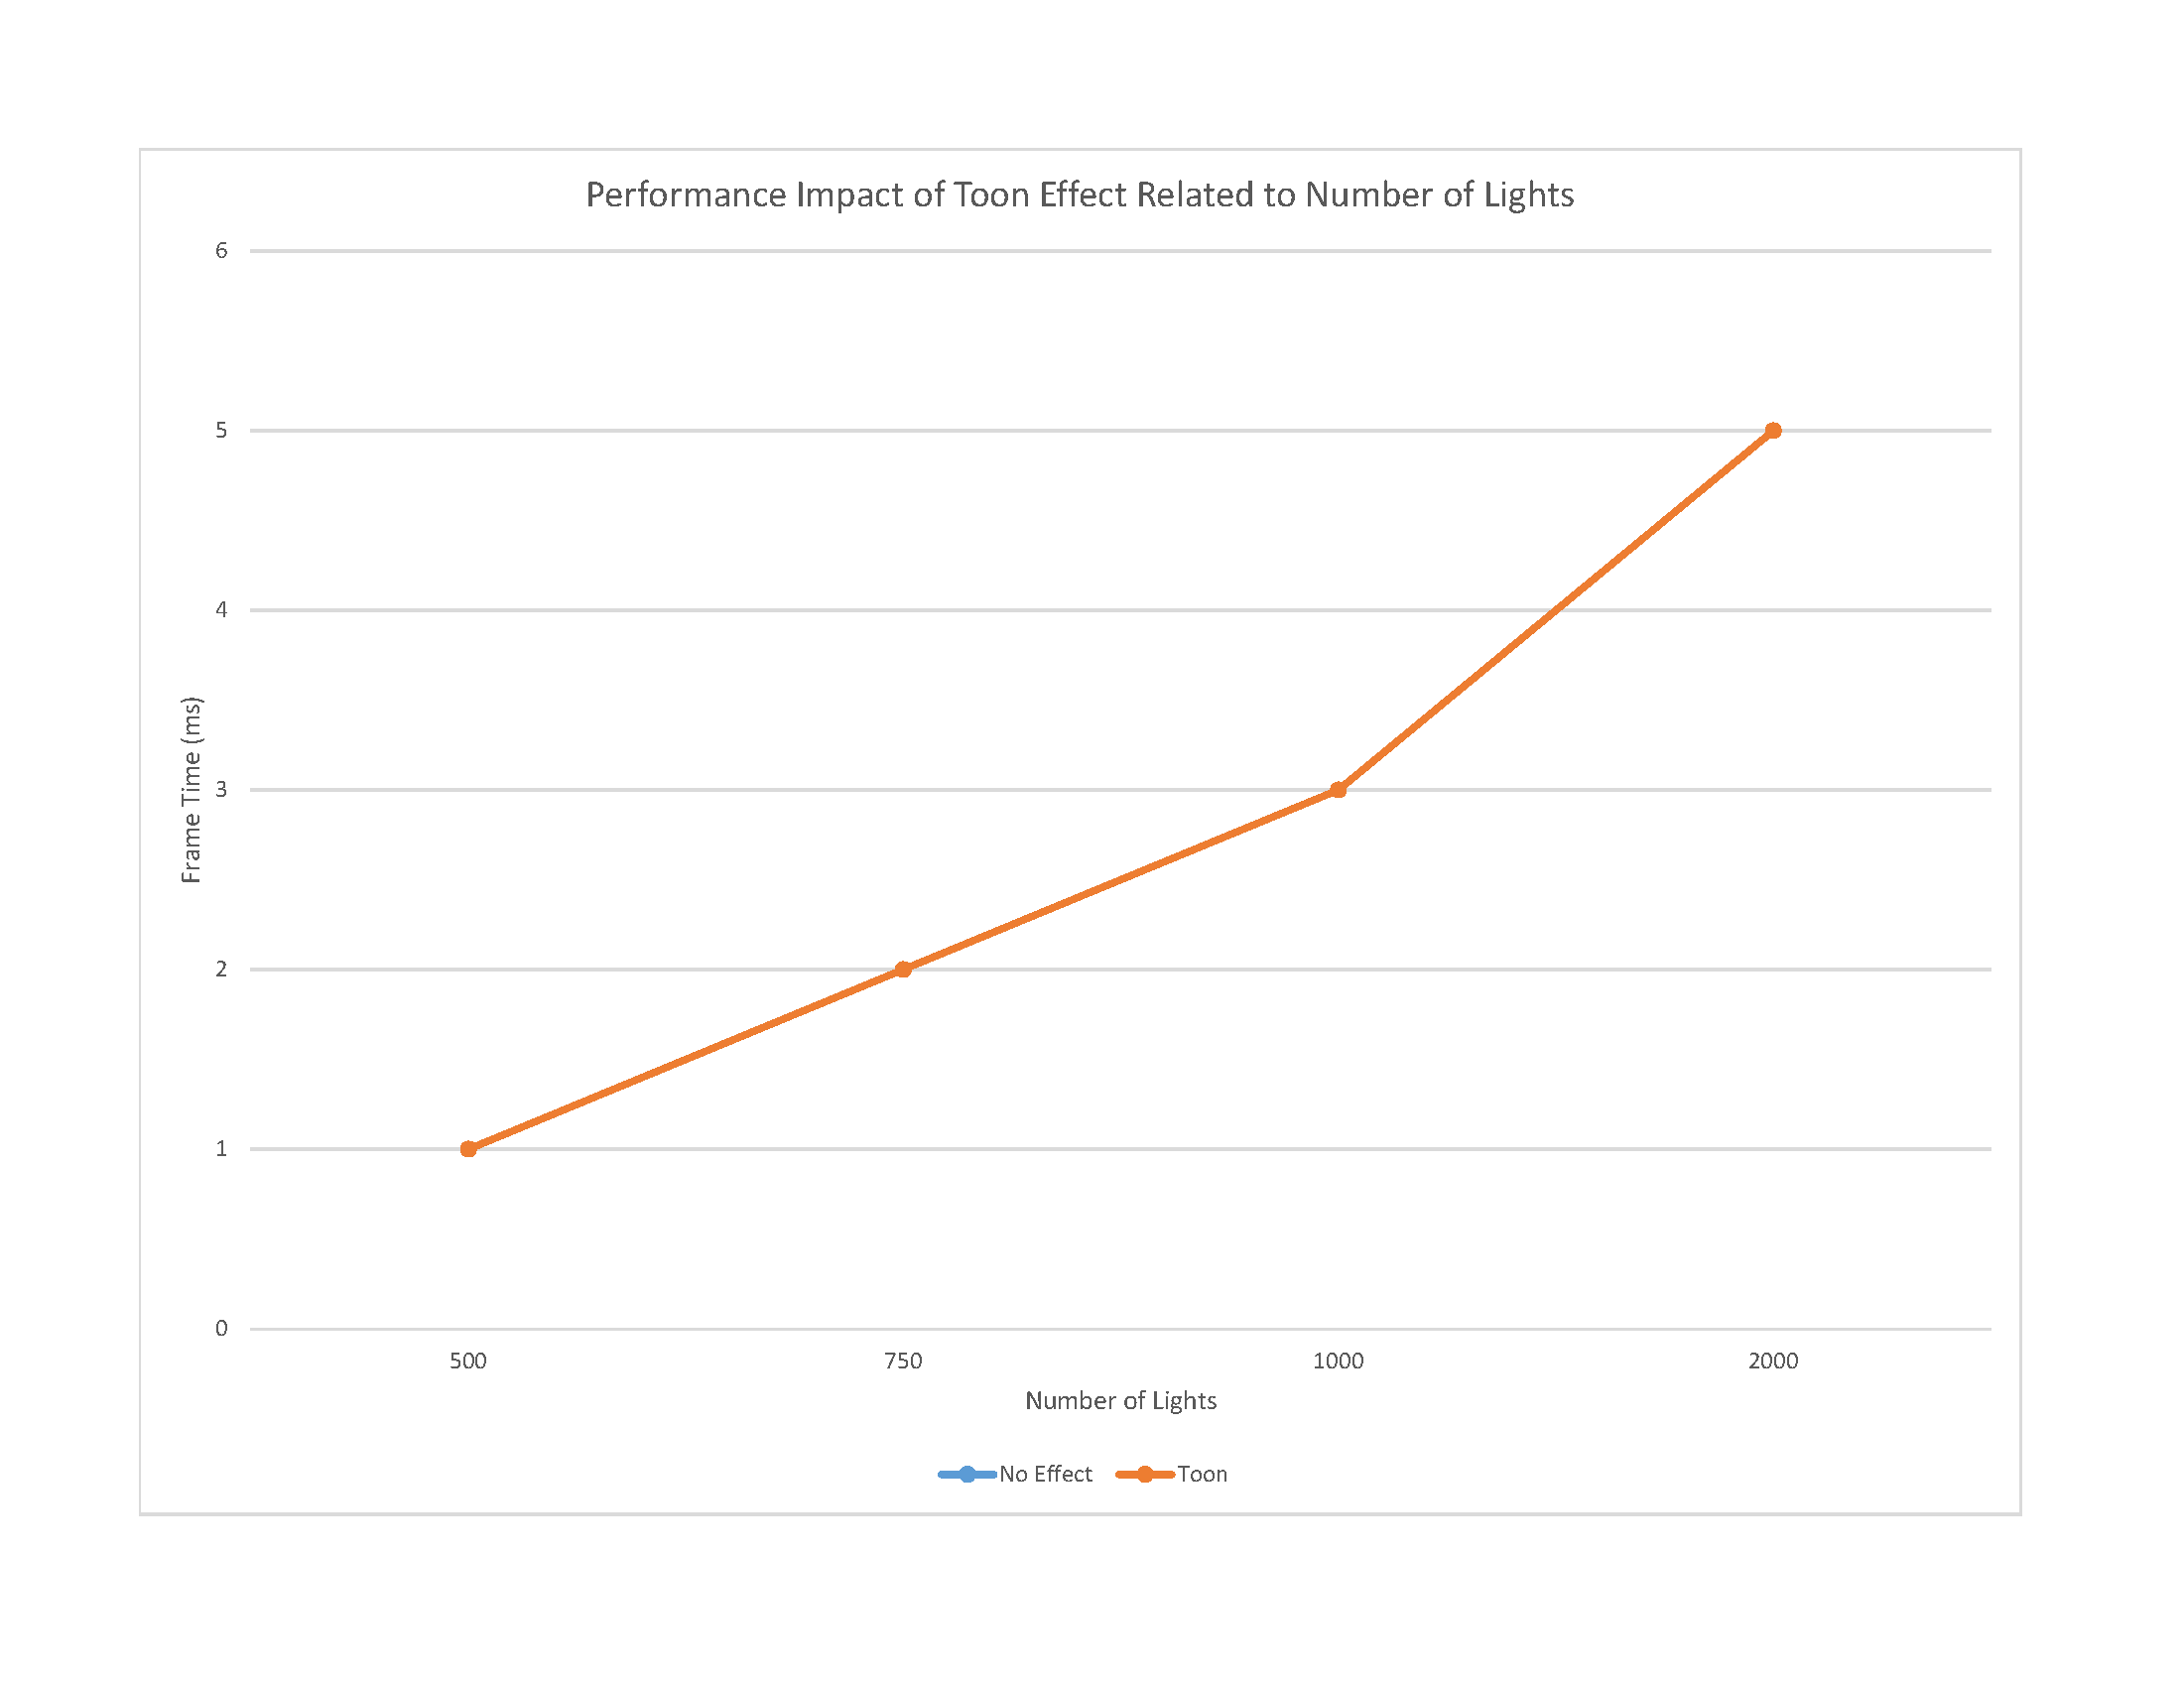 Performance Impact of Toon Effect Related to Number of Lights
6
5
4
3
2
1
0
Frame Time (ms)
500 750 1000 2000
Number of Lights
No Effect Toon